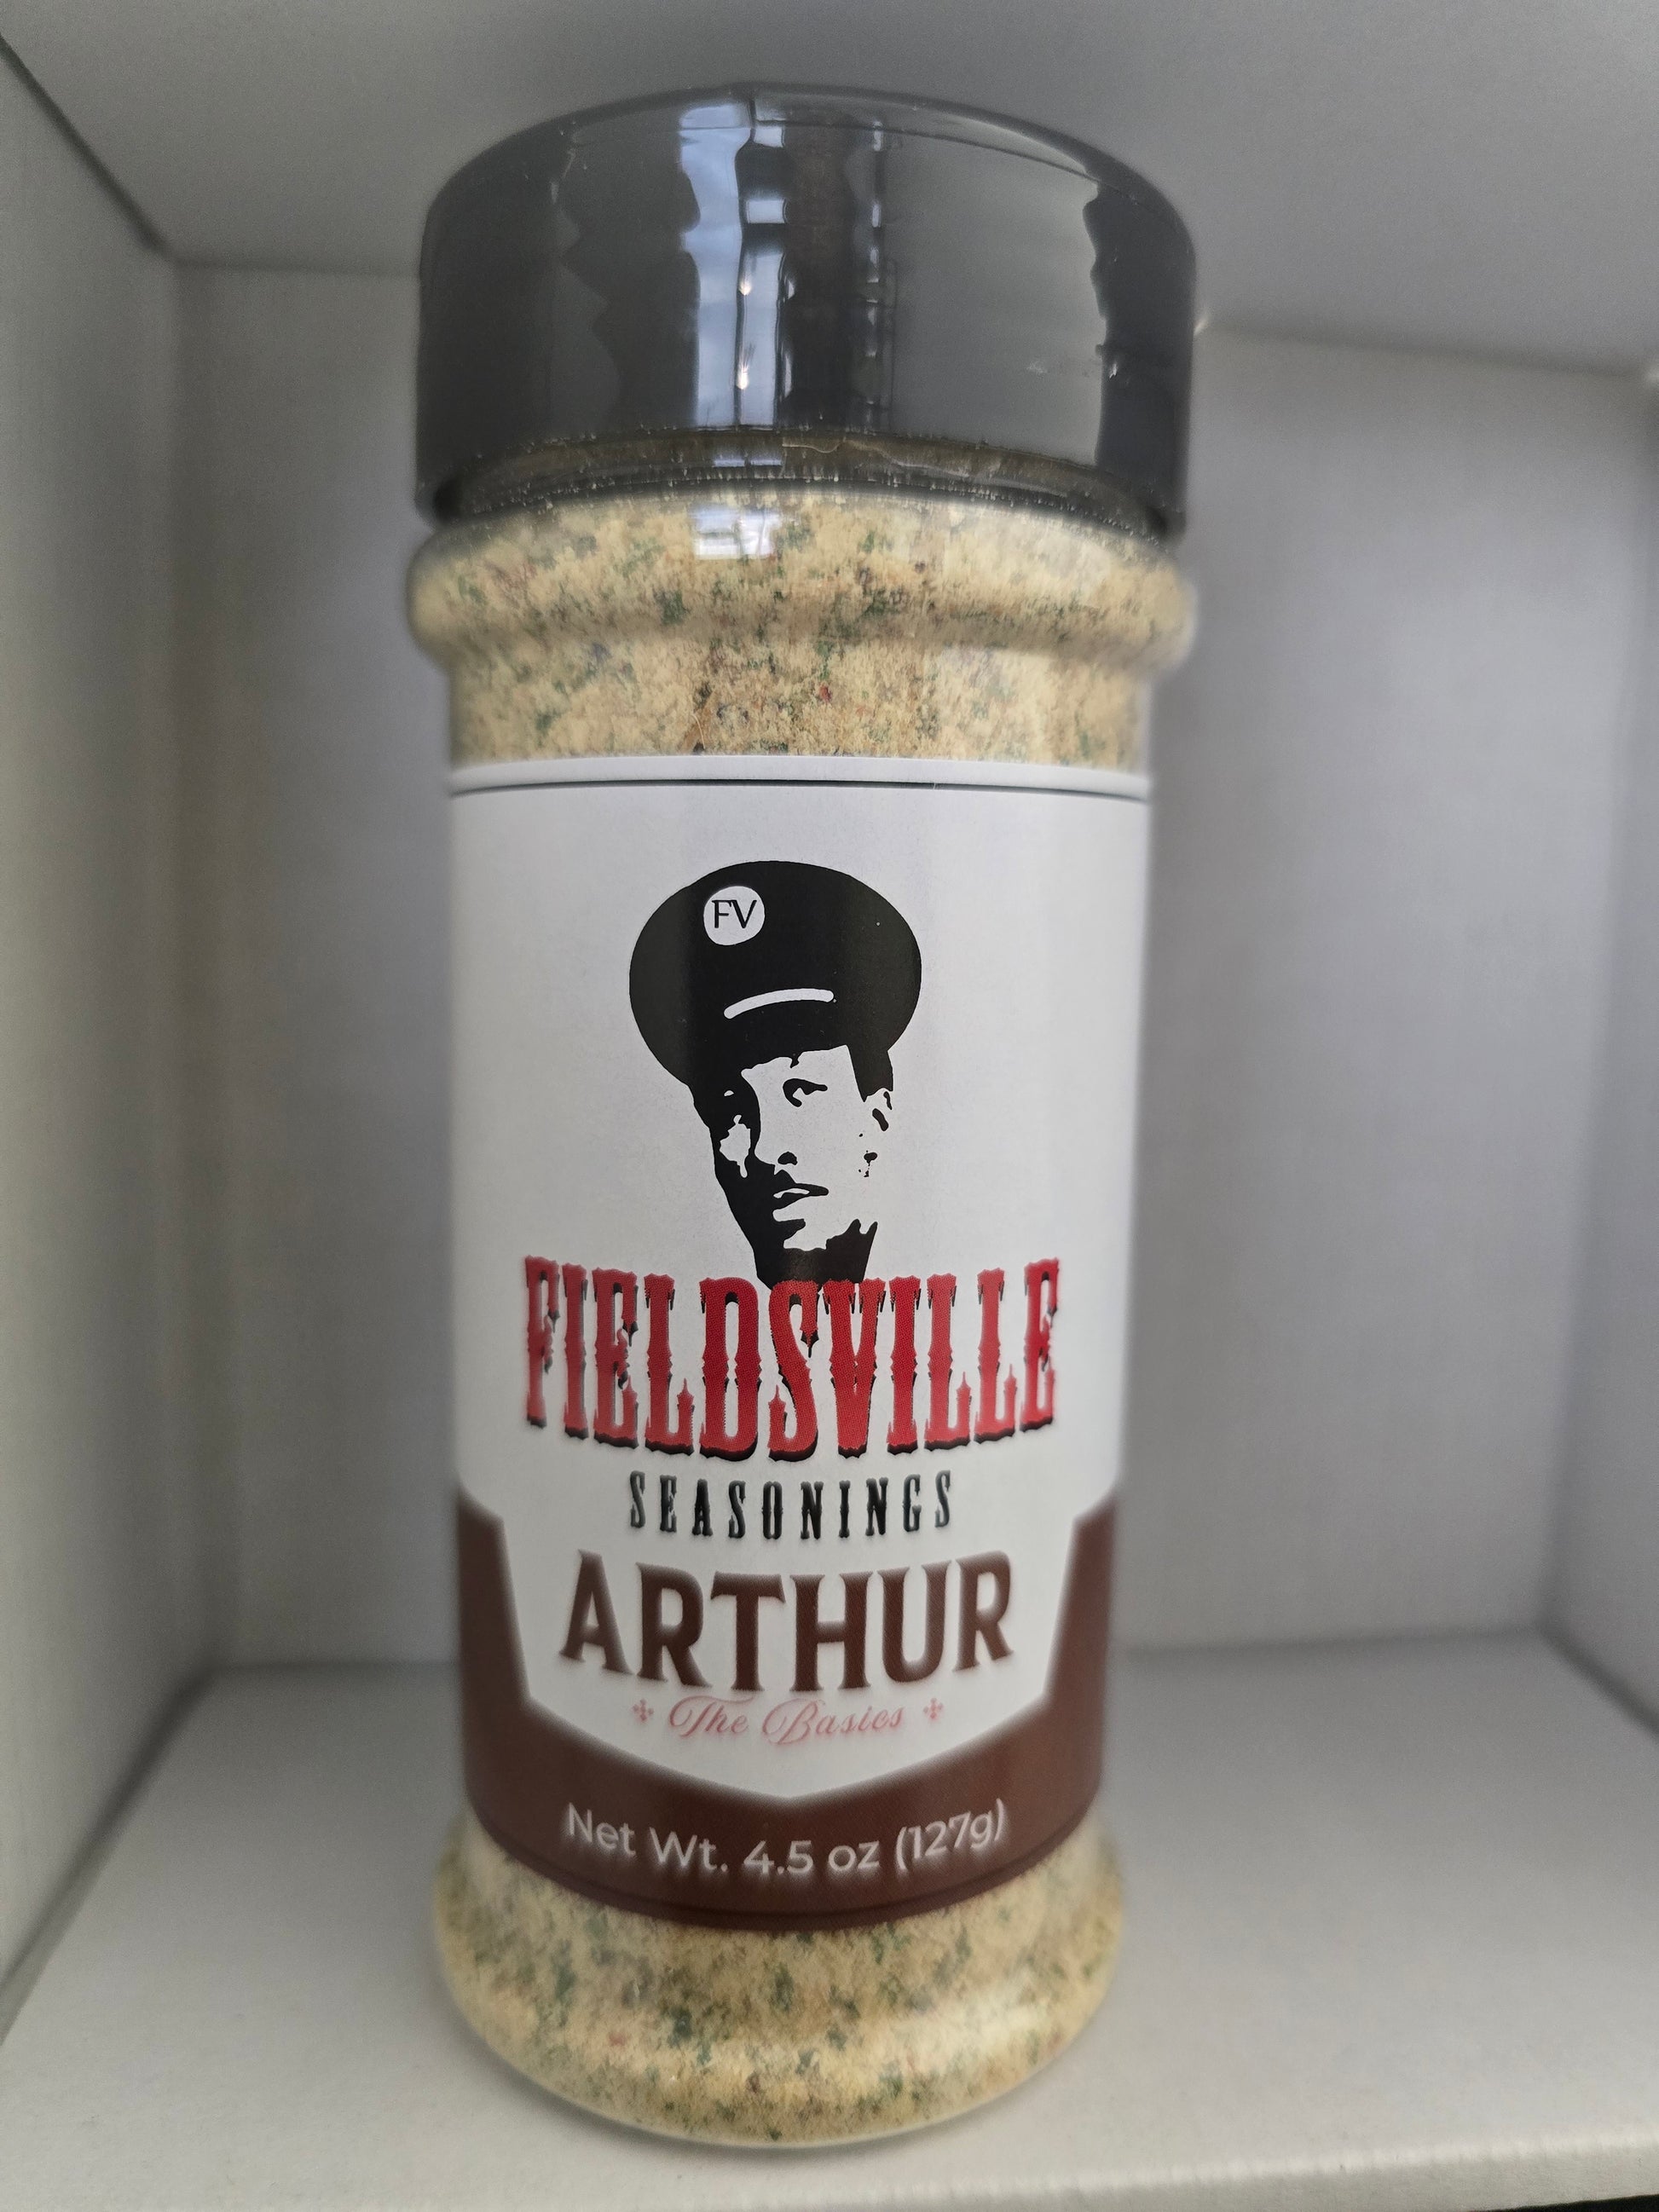 FV
FIELDSVILLE
SEASONINGS
ARTHUR
The Basics
Net Wt. 4.5 oz (127g)